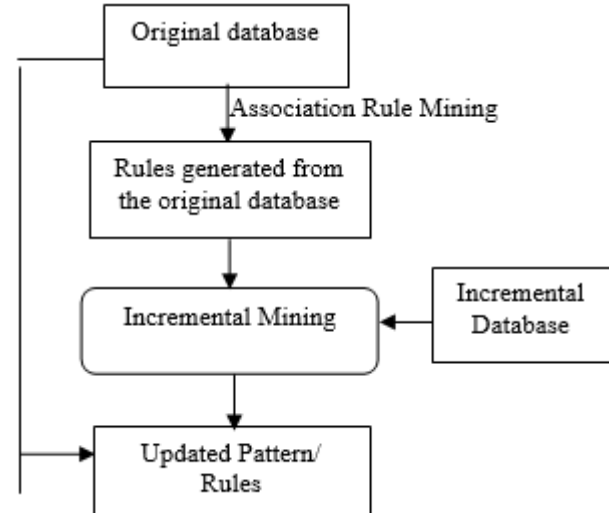 Original database
Association Rule Mining
Rules generated from
the original database
Incremental Mining
Incremental
Database
Updated Pattern/
Rules